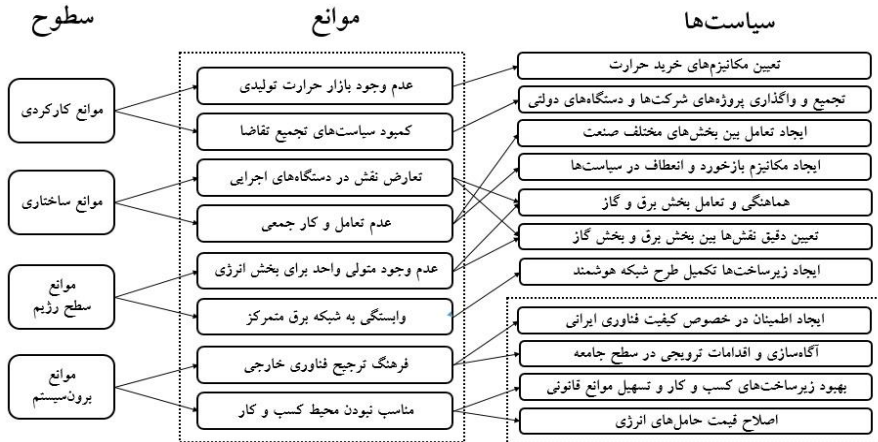 سطوح
موانع
سیاست‌ها
موانع کارکردی
موانع ساختاری
موانع
سطح رژیم
موانع
برون‌سیستم
عدم وجود بازار حرارت تولیدی
کمبود سیاست‌های تجمیع تقاضا
تعارض نقش در دستگاه‌های اجرایی
عدم تعامل و کار جمعی
عدم وجود متولی واحد برای بخش انرژی
وابستگی به شبکه برق متمرکز
فرهنگ ترجیح فناوری خارجی
مناسب نبودن محیط کسب و کار
تعیین مکانیزم‌های خرید حرارت
تجمیع و واگذاری پروژه‌های شرکت‌ها و دستگاه‌های دولتی
ایجاد تعامل بین بخش‌های مختلف صنعت
ایجاد مکانیزم بازخورد و انعطاف در سیاست‌ها
هماهنگی و تعامل بخش برق و گاز
تعیین دقیق نقش‌ها بین بخش برق و بخش گاز
ایجاد زیرساخت‌ها تکمیل طرح شبکه هوشمند
ایجاد اطمینان در خصوص کیفیت فناوری ایرانی
آگاه‌سازی و اقدامات ترویجی در سطح جامعه
بهبود زیرساخت‌های کسب و کار و تسهیل موانع قانونی
اصلاح قیمت حامل‌های انرژی